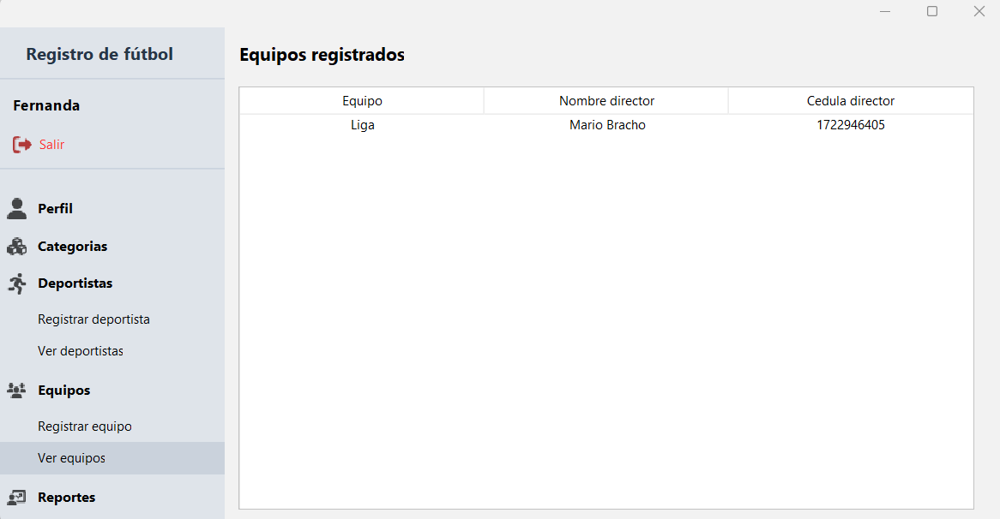 Registro de fútbol
Fernanda
Salir
Perfil
Categorias
Deportistas
Registrar deportista
Ver deportistas
Equipos
Registrar equipo
Ver equipos
Reportes
Equipos registrados
Equipo Nombre director Cedula director
Liga Mario Bracho 1722946405